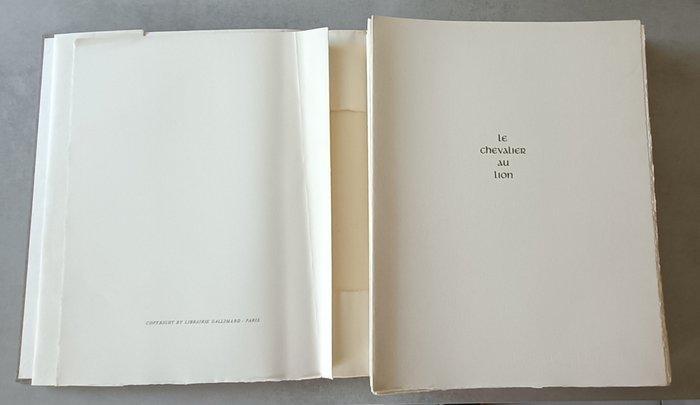 COPYRIGHT BY LIBRAIRIE GALLIMARD - PARIS
le
chevalier
au
lion